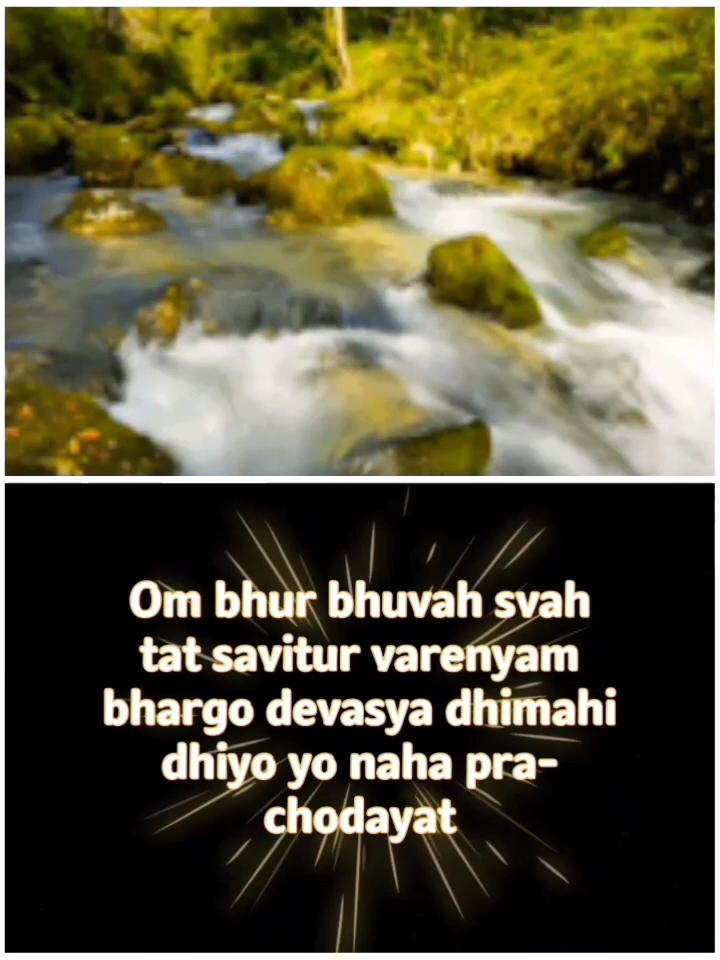 Om bhur bhuvah svah
tat savitur varenyam
bhargo devasya dhimahi
dhiyo yo naha pra-
chodayat